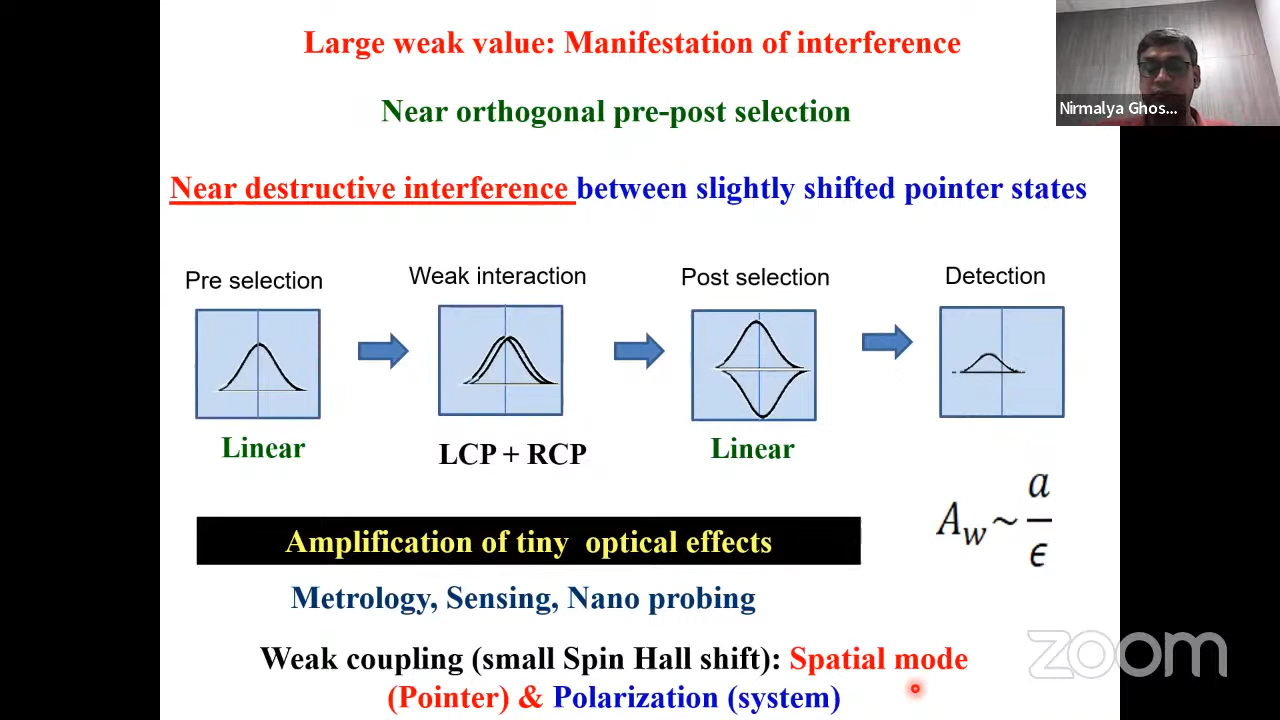 Large weak value: Manifestation of interference
Nirmalya Ghos...
Near orthogonal pre-post selection
Near destructive interference between slightly shifted pointer states
Pre selection
Weak interaction
Post selection
Detection
Linear
LCP + RCP
Linear
A_w ~ a/ϵ
Amplification of tiny optical effects
Metrology, Sensing, Nano probing
zoom
Weak coupling (small Spin Hall shift): Spatial mode
(Pointer) & Polarization (system)